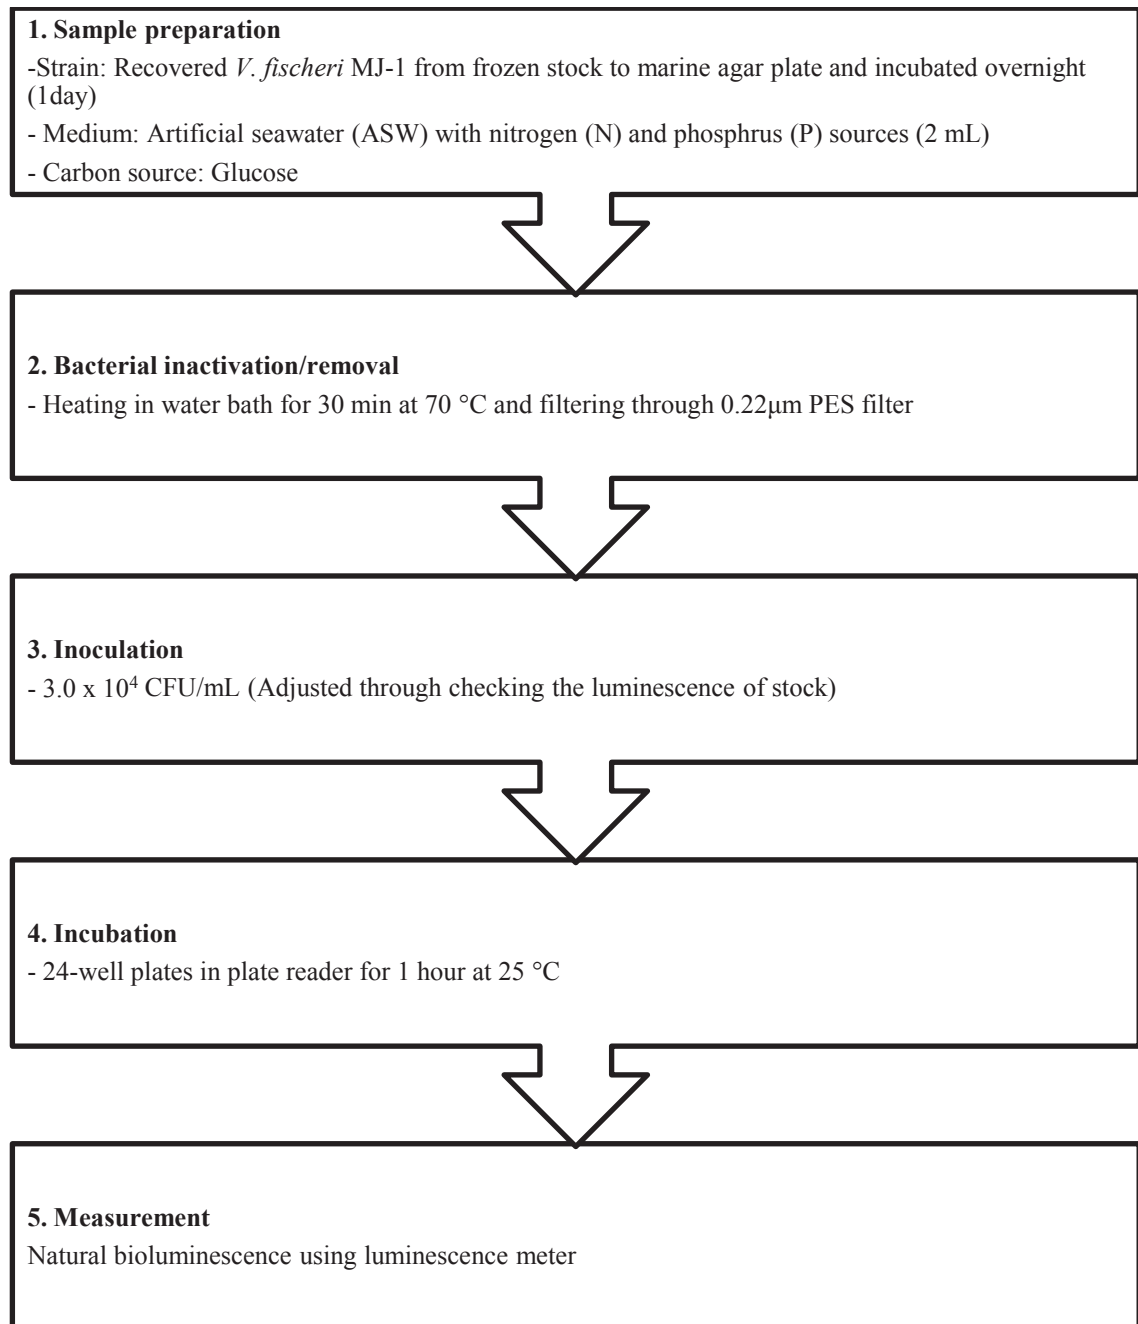 1. Sample preparation
-Strain: Recovered V. fischeri MJ-1 from frozen stock to marine agar plate and incubated overnight
(1day)
- Medium: Artificial seawater (ASW) with nitrogen (N) and phosphrus (P) sources (2 mL)
- Carbon source: Glucose
2. Bacterial inactivation/removal
- Heating in water bath for 30 min at 70 °C and filtering through 0.22μm PES filter
3. Inoculation
- 3.0 x 10⁴ CFU/mL (Adjusted through checking the luminescence of stock)
4. Incubation
- 24-well plates in plate reader for 1 hour at 25 °C
5. Measurement
Natural bioluminescence using luminescence meter